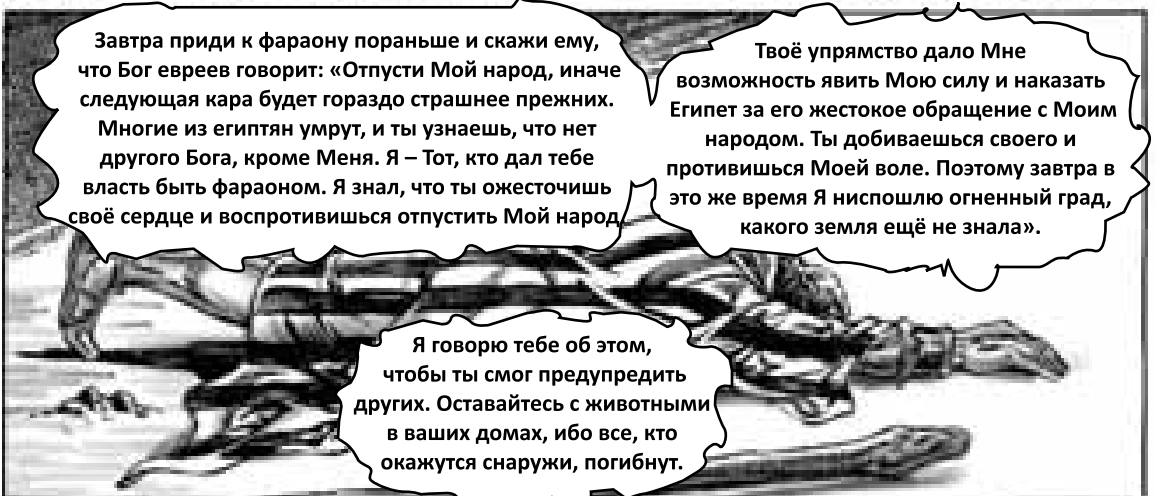 Завтра приди к фараону пораньше и скажи ему,
что Бог евреев говорит: «Отпусти Мой народ, иначе
следующая кара будет гораздо страшнее прежних.
Многие из египтян умрут, и ты узнаешь, что нет
другого Бога, кроме Меня. Я – Тот, кто дал тебе
власть быть фараоном. Я знал, что ты ожесточишь
своё сердце и воспротивишься отпустить Мой народ.
Твоё упрямство дало Мне
возможность явить Мою силу и наказать
Египет за его жестокое обращение с Моим
народом. Ты добиваешься своего и
противишься Моей воле. Поэтому завтра в
это же время Я ниспошлю огненный град,
какого земля ещё не знала».
Я говорю тебе об этом,
чтобы ты смог предупредить
других. Оставайтесь с животными
в ваших домах, ибо все, кто
окажутся снаружи, погибнут.